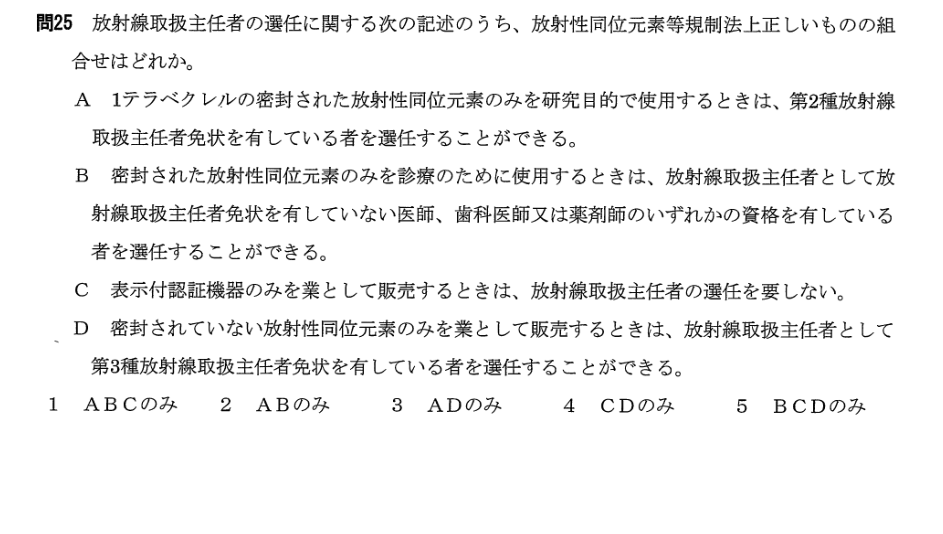 問25 放射線取扱主任者の選任に関する次の記述のうち、放射性同位元素等規制法上正しいものの組
合せはどれか。
A 1テラベクレルの密封された放射性同位元素のみを研究目的で使用するときは、第2種放射線
取扱主任者免状を有している者を選任することができる。
B 密封された放射性同位元素のみを診療のために使用するときは、放射線取扱主任者として放
射線取扱主任者免状を有していない医師、歯科医師又は薬剤師のいずれかの資格を有している
者を選任することができる。
C 表示付認証機器のみを業として販売するときは、放射線取扱主任者の選任を要しない。
D 密封されていない放射性同位元素のみを業として販売するときは、放射線取扱主任者として
第3種放射線取扱主任者免状を有している者を選任することができる。
1 ABCのみ 2 ABのみ 3 ADのみ 4 CDのみ 5 BCDのみ